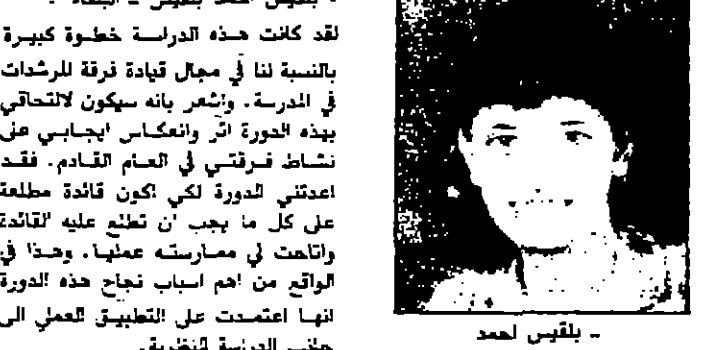 - بلقيس احمد بلقيس -
لقد كانت هذه الدراسة خطوة كبيرة
بالنسبة لنا في مجال قيادة فرقة المرشدات
في المدرسة. واشعر بانه سيكون لالتحاقي
بهذه الدورة اثر وانعكاس ايجابي على
نشاط فرقتي في العام القادم. فقد
اعدتني الدورة لكي اكون قائدة مطلعة
على كل ما يجب ان تطلع عليه القائدة
واتاحت لي ممارسته عمليا. وهذا في
الواقع من اهم اسباب نجاح هذه الدورة
انها اعتمدت على التطبيق العملي الى
جانب الدراسة النظرية.
- بلقيس احمد